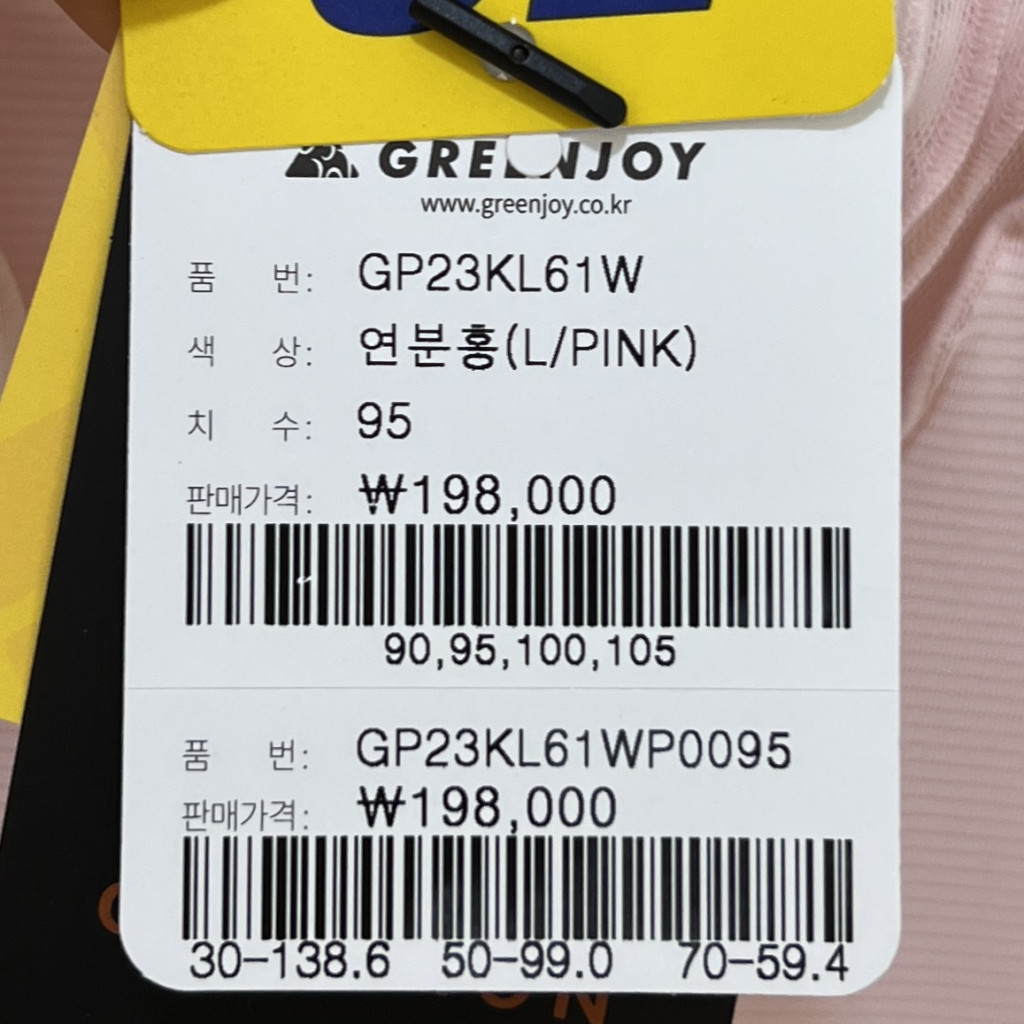 GREENJOY
www.greenjoy.co.kr
품 번: GP23KL61W
색 상: 연분홍(L/PINK)
치 수: 95
판매가격: ₩198,000
90,95,100,105
품 번: GP23KL61WP0095
판매가격: ₩198,000
30-138.6 50-99.0 70-59.4